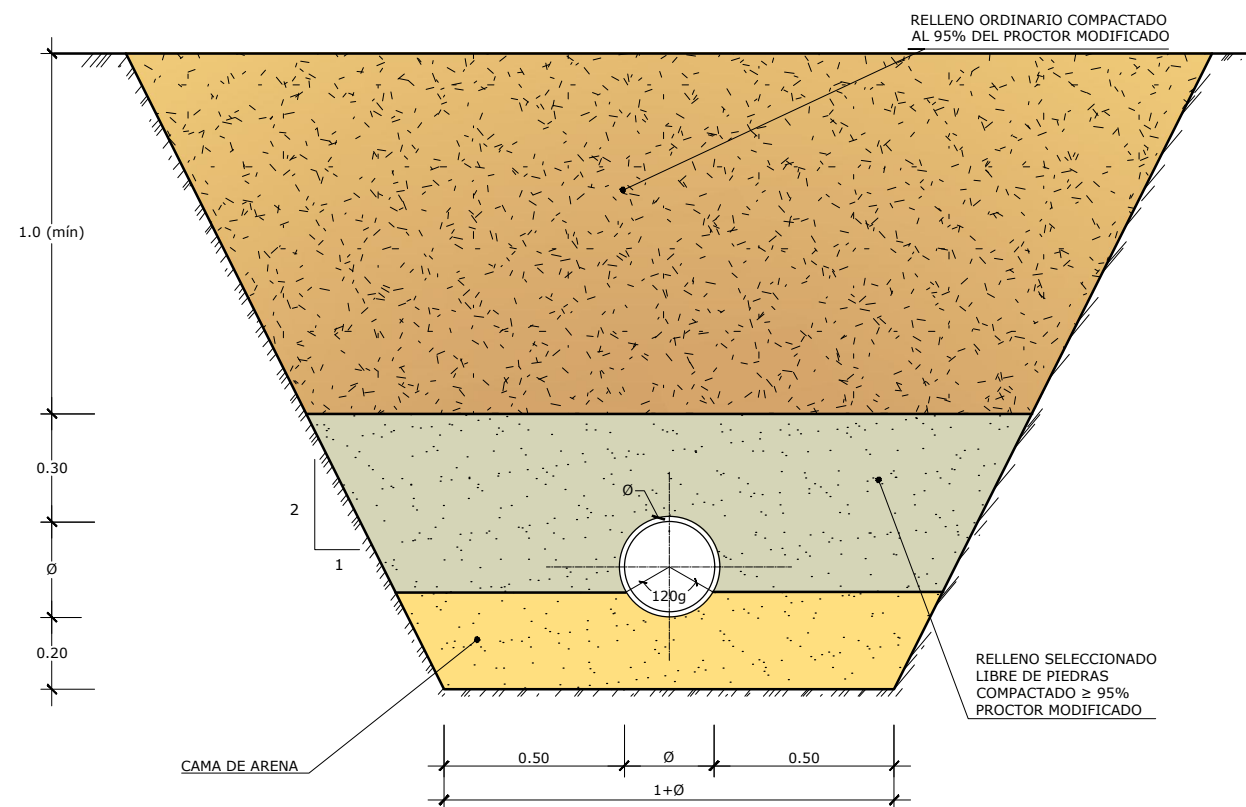 RELLENO ORDINARIO COMPACTADO
AL 95% DEL PROCTOR MODIFICADO
1.0 (mín)
0.30
Ø
2
1
Ø
120g
0.20
RELLENO SELECCIONADO
LIBRE DE PIEDRAS
COMPACTADO ≥ 95%
PROCTOR MODIFICADO
CAMA DE ARENA
0.50
Ø
0.50
1+Ø